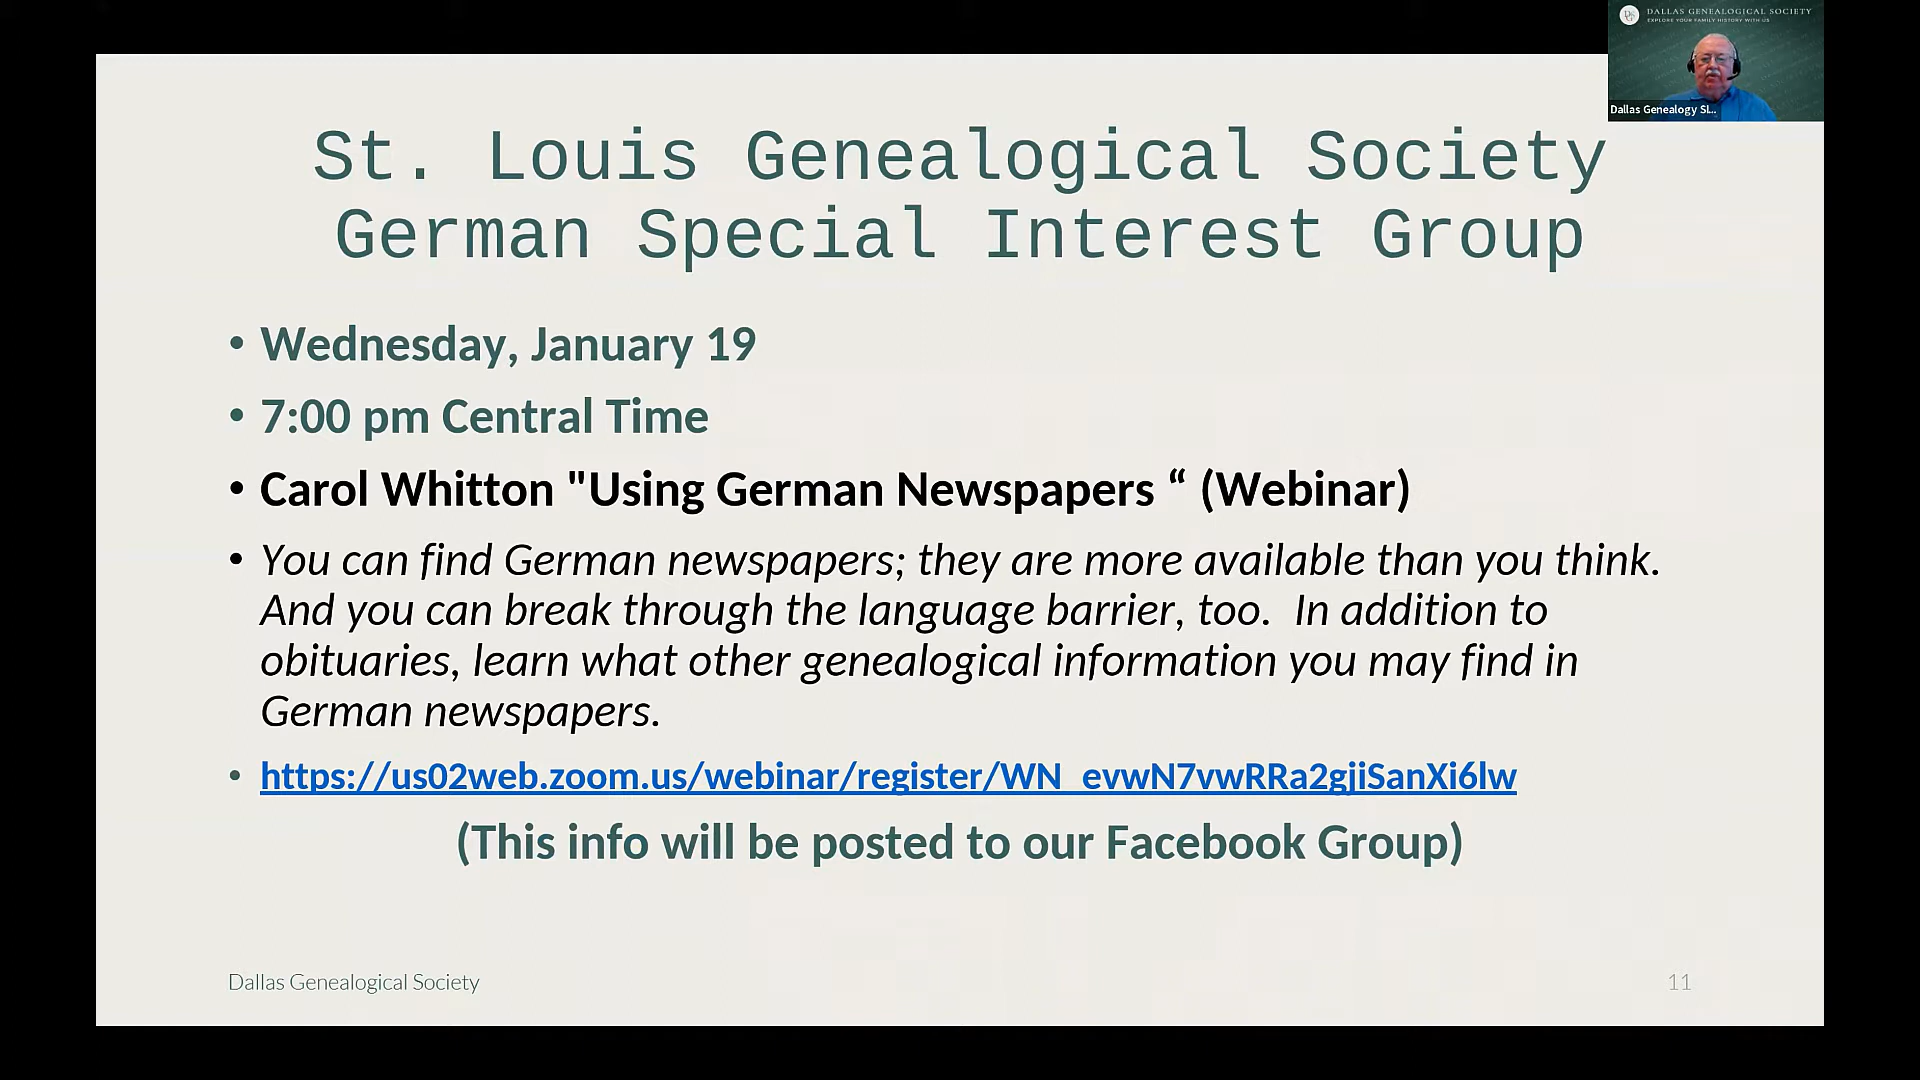 DALLAS GENEALOGICAL SOCIETY
EXPLORE YOUR FAMILY HISTORY WITH US
Dallas Genealogy SI...
St. Louis Genealogical Society
German Special Interest Group
• Wednesday, January 19
• 7:00 pm Central Time
• Carol Whitton "Using German Newspapers “ (Webinar)
• You can find German newspapers; they are more available than you think.
And you can break through the language barrier, too.  In addition to
obituaries, learn what other genealogical information you may find in
German newspapers.
• https://us02web.zoom.us/webinar/register/WN_evwN7vwRRa2gjiSanXi6lw
(This info will be posted to our Facebook Group)
Dallas Genealogical Society
11